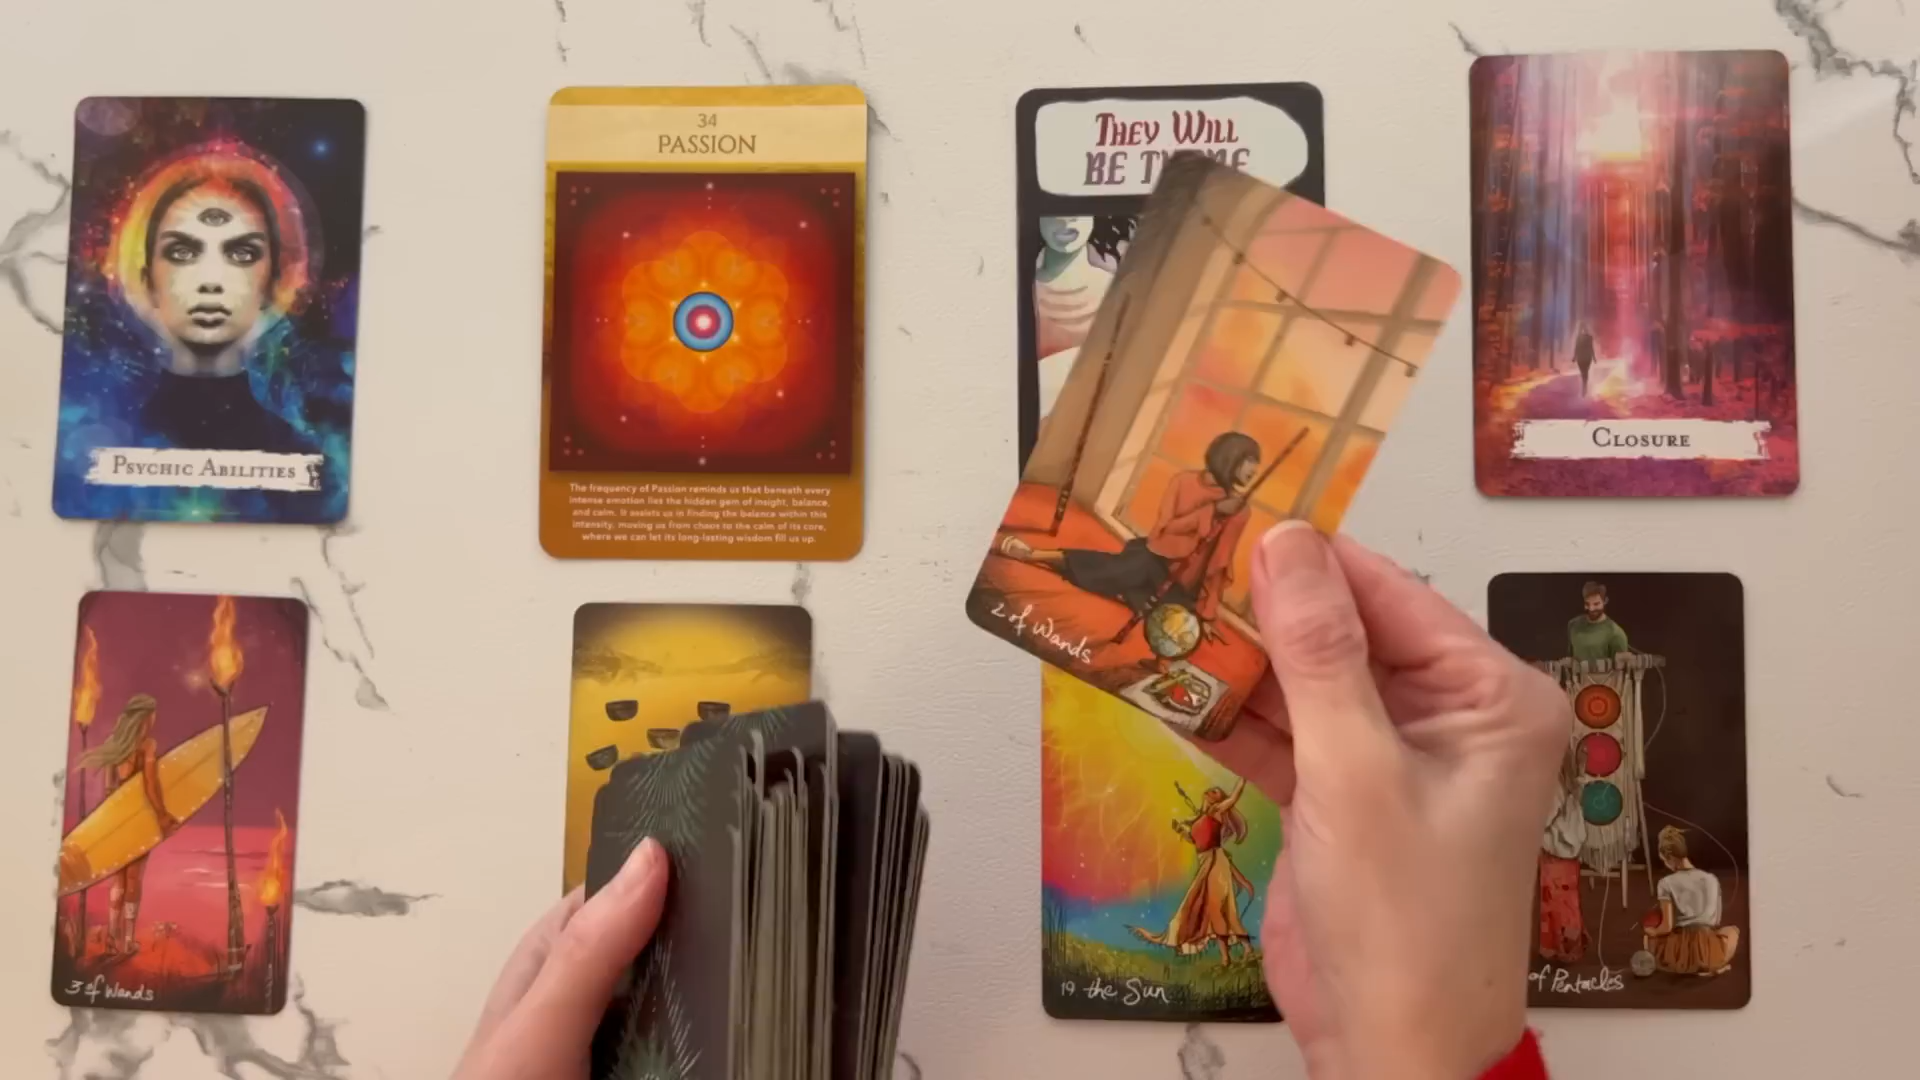 PSYCHIC ABILITIES
34
PASSION
The frequency of Passion reminds us that beneath every
intense emotion lies the hidden gem of insight, balance,
and calm. It assists us in finding the balance within this
intensity, moving us from chaos to the calm of its core,
where we can let its long-lasting wisdom fill us up.
THEY WILL
BE
CLOSURE
2 of Wands
3 of Wands
19. the Sun
of Pentacles